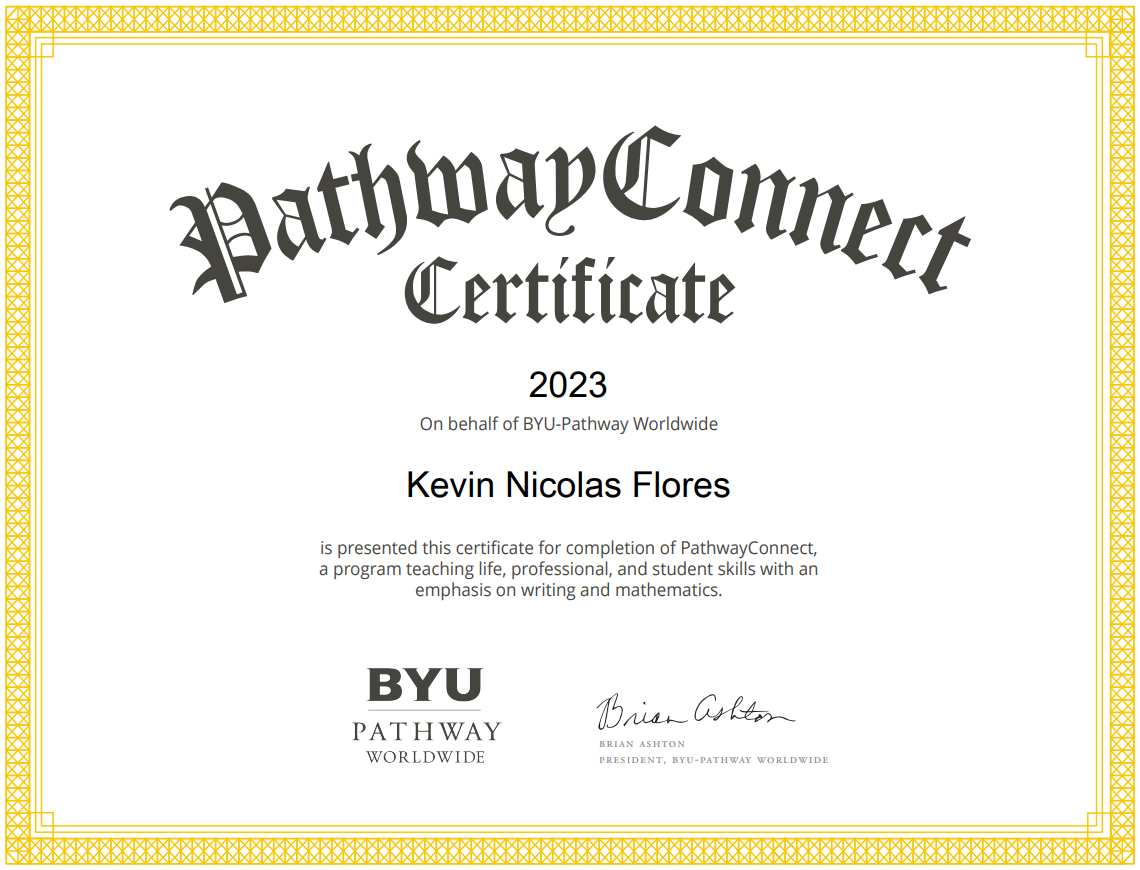 PathwayConnect
Certificate
2023
On behalf of BYU-Pathway Worldwide
Kevin Nicolas Flores
is presented this certificate for completion of PathwayConnect,
a program teaching life, professional, and student skills with an
emphasis on writing and mathematics.
BYU
PATHWAY
WORLDWIDE
Brian Ashton
BRIAN ASHTON
PRESIDENT, BYU-PATHWAY WORLDWIDE